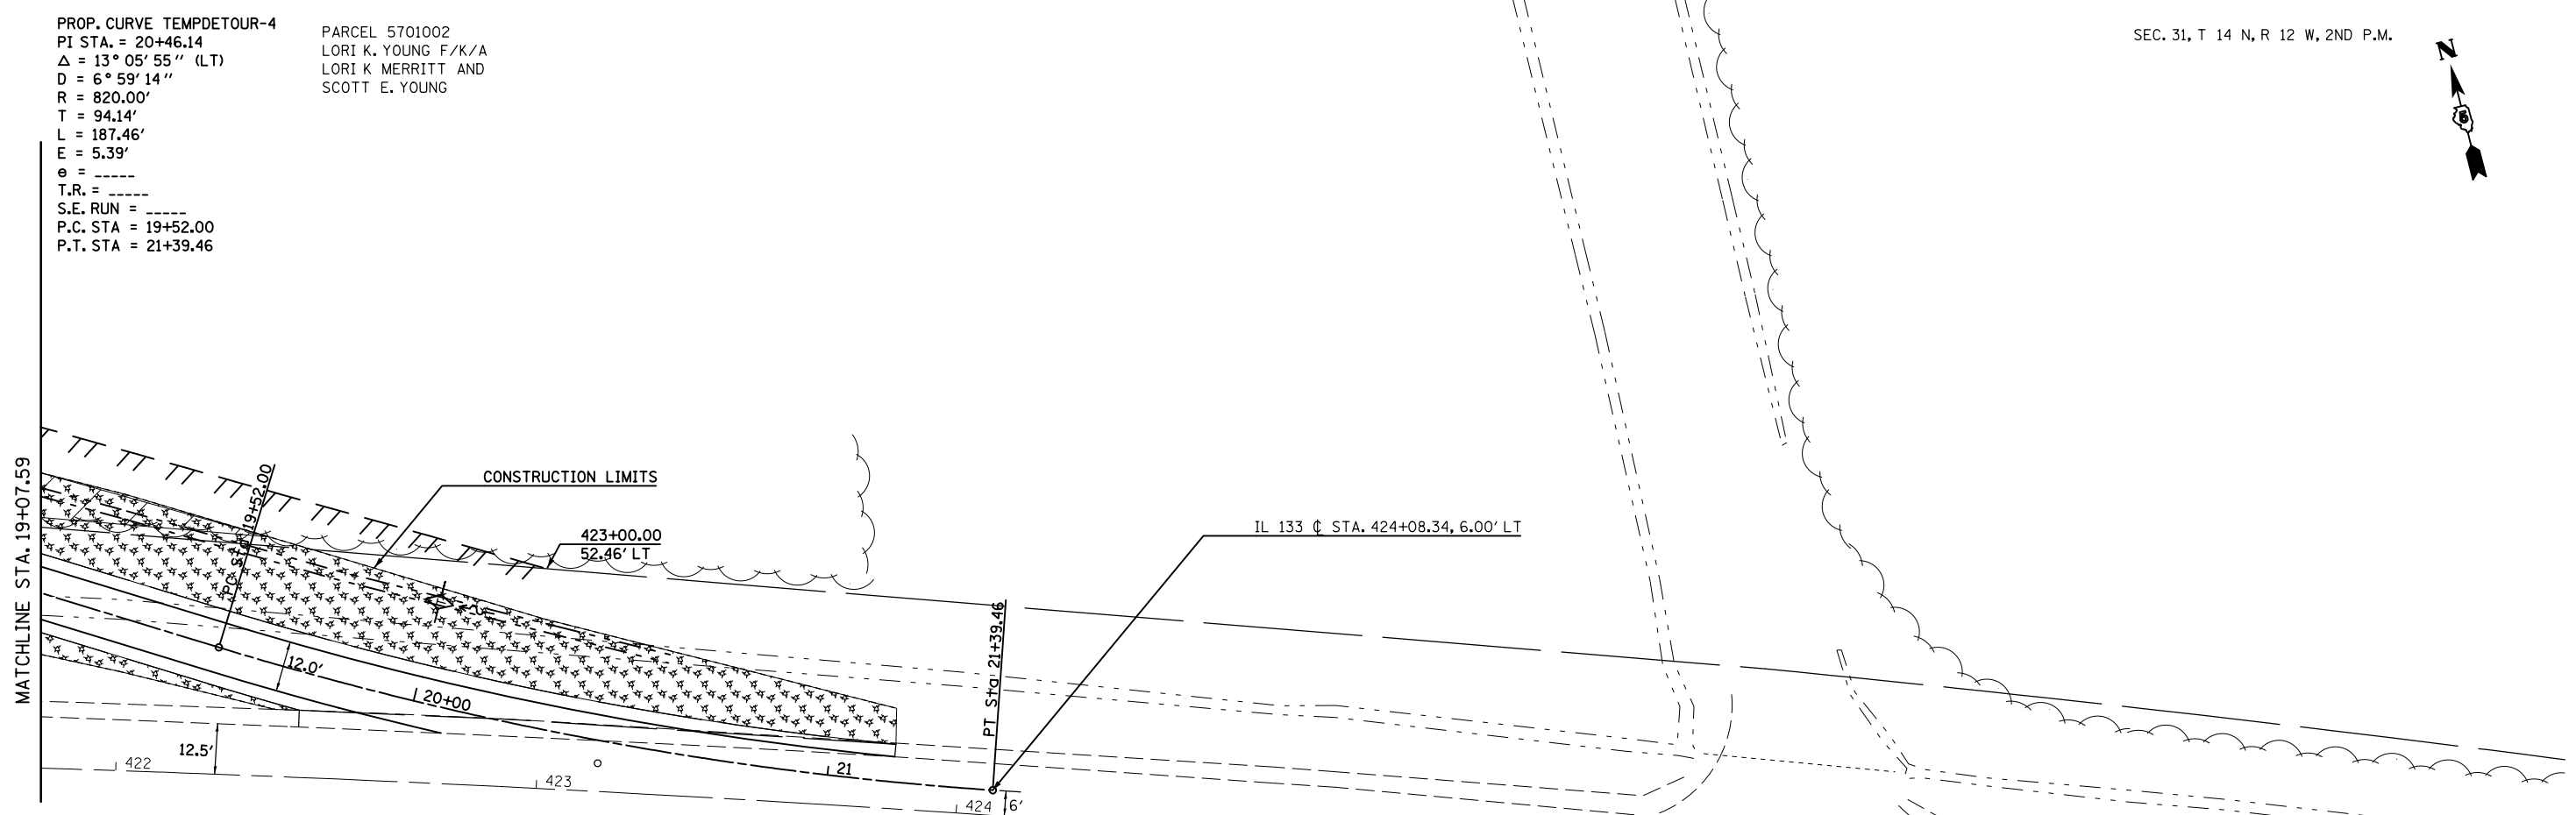 PROP. CURVE TEMPDETOUR-4
PI STA. = 20+46.14
Δ = 13° 05' 55" (LT)
D = 6° 59' 14"
R = 820.00'
T = 94.14'
L = 187.46'
E = 5.39'
e = _____
T.R. = _____
S.E. RUN = _____
P.C. STA = 19+52.00
P.T. STA = 21+39.46
PARCEL 5701002
LORI K. YOUNG F/K/A
LORI K MERRITT AND
SCOTT E. YOUNG
SEC. 31, T 14 N, R 12 W, 2ND P.M.
N
5
MATCHLINE STA. 19+07.59
P.C Sta 19+52.00
CONSTRUCTION LIMITS
423+00.00
52.46' LT
IL 133 ℄ STA. 424+08.34, 6.00' LT
PT Sta 21+39.46
12.0'
20+00
12.5'
21
422
423
424
6'